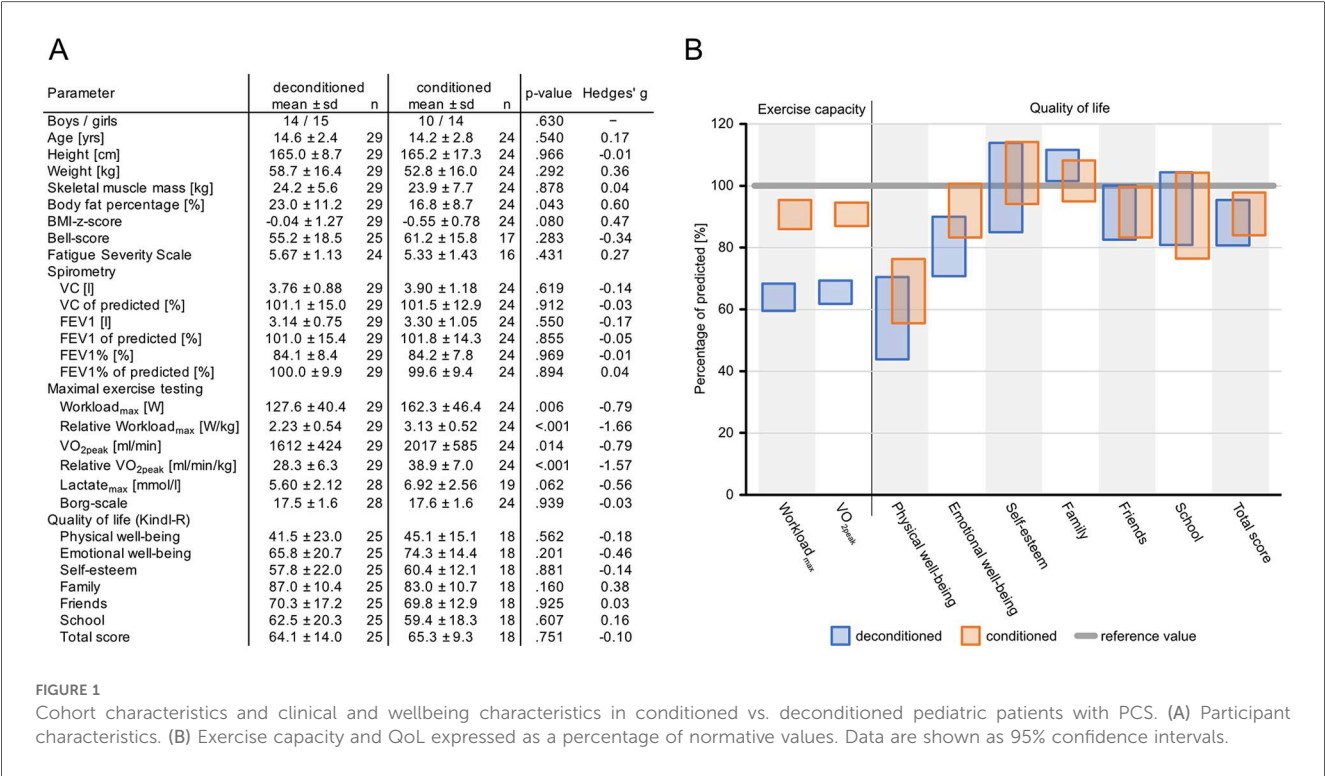 A
Parameter deconditioned conditioned p-value Hedges' g
mean ± sd n mean ± sd n
Boys / girls 14 / 15 10 / 14 .630 –
Age [yrs] 14.6 ± 2.4 29 14.2 ± 2.8 24 .540 0.17
Height [cm] 165.0 ± 8.7 29 165.2 ± 17.3 24 .966 -0.01
Weight [kg] 58.7 ± 16.4 29 52.8 ± 16.0 24 .292 0.36
Skeletal muscle mass [kg] 24.2 ± 5.6 29 23.9 ± 7.7 24 .878 0.04
Body fat percentage [%] 23.0 ± 11.2 29 16.8 ± 8.7 24 .043 0.60
BMI-z-score -0.04 ± 1.27 29 -0.55 ± 0.78 24 .080 0.47
Bell-score 55.2 ± 18.5 25 61.2 ± 15.8 17 .283 -0.34
Fatigue Severity Scale 5.67 ± 1.13 24 5.33 ± 1.43 16 .431 0.27
Spirometry
VC [l] 3.76 ± 0.88 29 3.90 ± 1.18 24 .619 -0.14
VC of predicted [%] 101.1 ± 15.0 29 101.5 ± 12.9 24 .912 -0.03
FEV1 [l] 3.14 ± 0.75 29 3.30 ± 1.05 24 .550 -0.17
FEV1 of predicted [%] 101.0 ± 15.4 29 101.8 ± 14.3 24 .855 -0.05
FEV1% [%] 84.1 ± 8.4 29 84.2 ± 7.8 24 .969 -0.01
FEV1% of predicted [%] 100.0 ± 9.9 29 99.6 ± 9.4 24 .894 0.04
Maximal exercise testing
Workloadmax [W] 127.6 ± 40.4 29 162.3 ± 46.4 24 .006 -0.79
Relative Workloadmax [W/kg] 2.23 ± 0.54 29 3.13 ± 0.52 24 <.001 -1.66
VO2peak [ml/min] 1612 ± 424 29 2017 ± 585 24 .014 -0.79
Relative VO2peak [ml/min/kg] 28.3 ± 6.3 29 38.9 ± 7.0 24 <.001 -1.57
Lactatemax [mmol/l] 5.60 ± 2.12 28 6.92 ± 2.56 19 .062 -0.56
Borg-scale 17.5 ± 1.6 28 17.6 ± 1.6 24 .939 -0.03
Quality of life (Kindl-R)
Physical well-being 41.5 ± 23.0 25 45.1 ± 15.1 18 .562 -0.18
Emotional well-being 65.8 ± 20.7 25 74.3 ± 14.4 18 .201 -0.46
Self-esteem 57.8 ± 22.0 25 60.4 ± 12.1 18 .881 -0.14
Family 87.0 ± 10.4 25 83.0 ± 10.7 18 .160 0.38
Friends 70.3 ± 17.2 25 69.8 ± 12.9 18 .925 0.03
School 62.5 ± 20.3 25 59.4 ± 18.3 18 .607 0.16
Total score 64.1 ± 14.0 25 65.3 ± 9.3 18 .751 -0.10
B
Exercise capacity Quality of life
Percentage of predicted [%]
120
100
80
60
40
20
0
Workloadmax
VO2peak
Physical well-being
Emotional well-being
Self-esteem
Family
Friends
School
Total score
deconditioned conditioned reference value
FIGURE 1
Cohort characteristics and clinical and wellbeing characteristics in conditioned vs. deconditioned pediatric patients with PCS. (A) Participant
characteristics. (B) Exercise capacity and QoL expressed as a percentage of normative values. Data are shown as 95% confidence intervals.